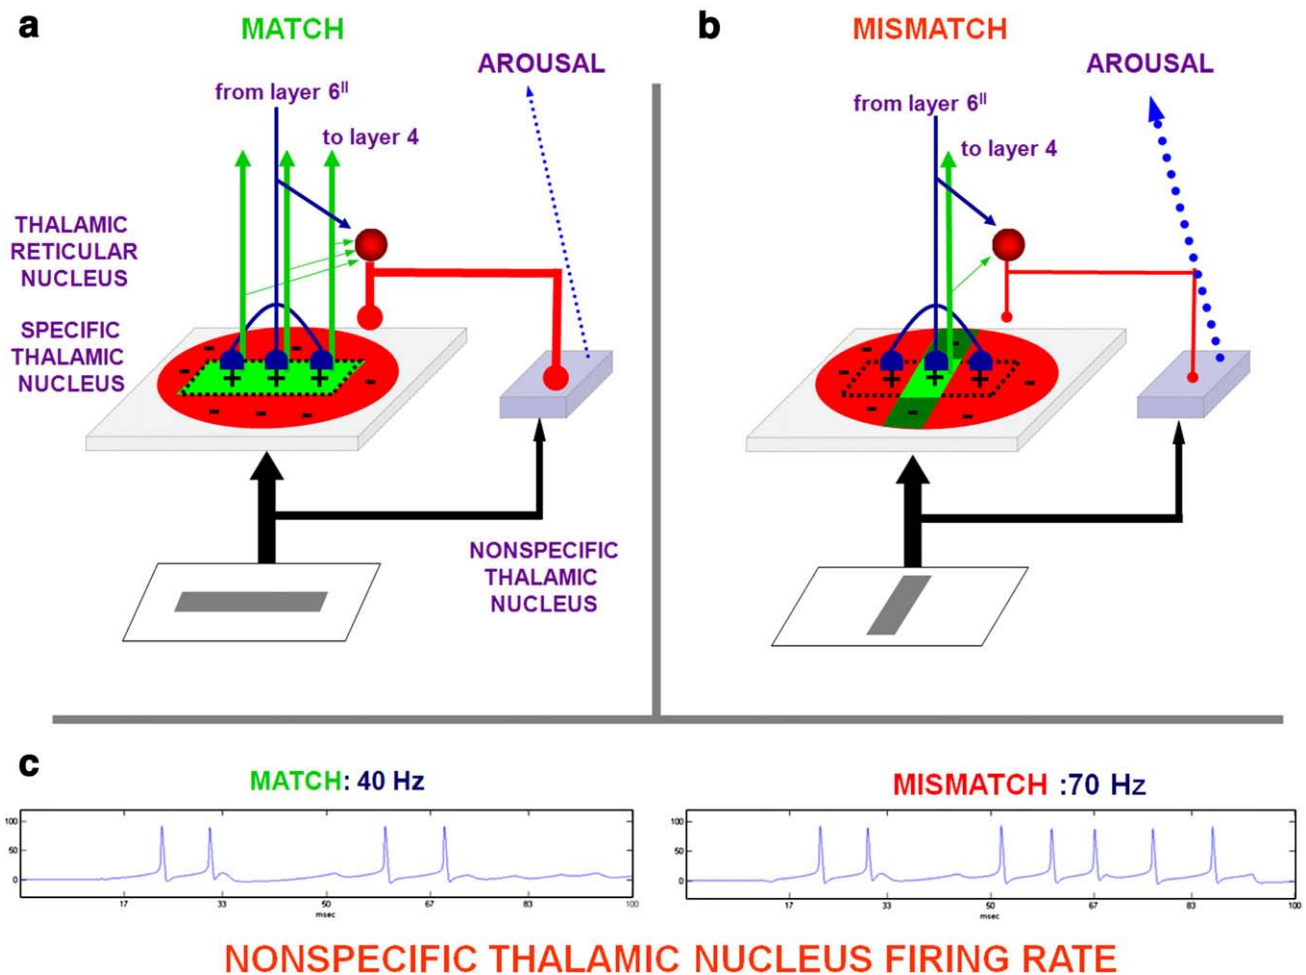 a
MATCH
AROUSAL
from layer 6II
to layer 4
THALAMIC
RETICULAR
NUCLEUS
SPECIFIC
THALAMIC
NUCLEUS
- - - - - - -
+ + +
NONSPECIFIC
THALAMIC
NUCLEUS
b
MISMATCH
AROUSAL
from layer 6II
to layer 4
- - - - - - -
+ + +
c
MATCH: 40 Hz
100
50
0
17 33 50 67 83 100
msec
MISMATCH :70 Hz
100
50
0
17 33 50 67 83 100
msec
NONSPECIFIC THALAMIC NUCLEUS FIRING RATE